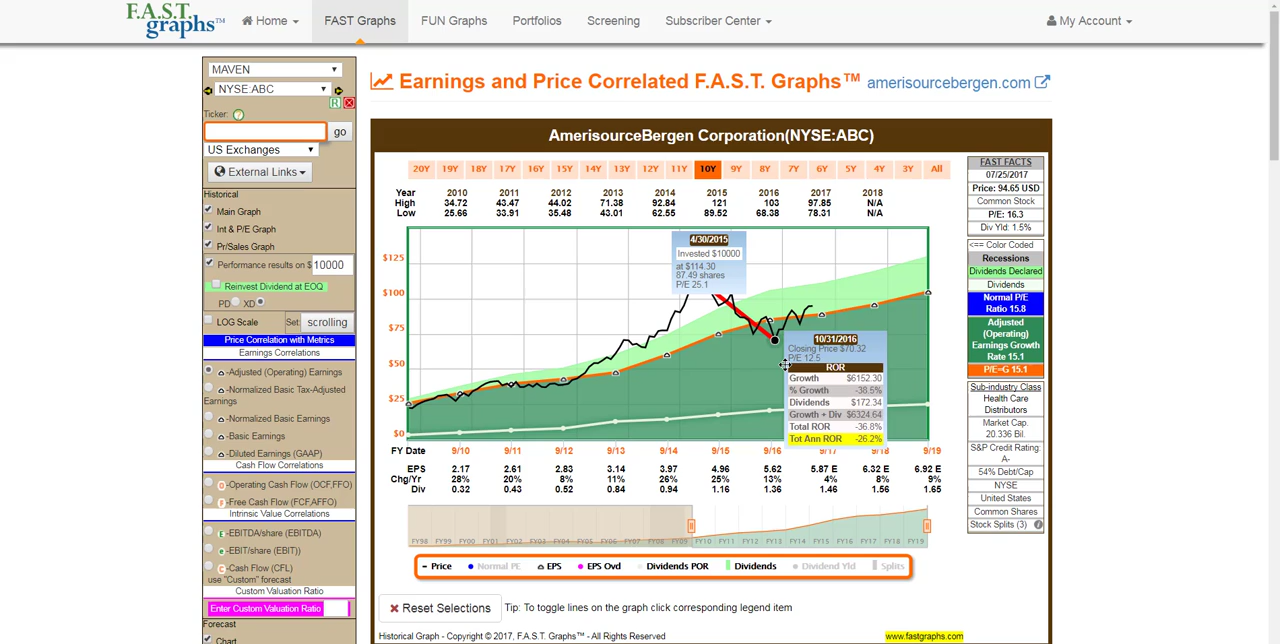 F.A.S.T. graphs™
Home
FAST Graphs
FUN Graphs
Portfolios
Screening
Subscriber Center
My Account
MAVEN
NYSE:ABC
R
Ticker:
go
US Exchanges
External Links
Historical
Main Graph
Int & P/E Graph
Pr/Sales Graph
Performance results on $ 10000
Reinvest Dividend at EOQ
PD XD
LOG Scale Set: scrolling
Price Correlation with Metrics
Earnings Correlations
-Adjusted (Operating) Earnings
-Normalized Basic Tax-Adjusted
Earnings
-Normalized Basic Earnings
-Basic Earnings
-Diluted Earnings (GAAP)
Cash Flow Correlations
O -Operating Cash Flow (OCF,FFO)
F -Free Cash Flow (FCF,AFFO)
Intrinsic Value Correlations
E -EBITDA/share (EBITDA)
e -EBIT/share (EBIT))
C -Cash Flow (CFL)
use "Custom" forecast
Custom Valuation Ratio
Enter Custom Valuation Ratio
Forecast
Chart
Earnings and Price Correlated F.A.S.T. Graphs™ amerisourcebergen.com
AmerisourceBergen Corporation(NYSE:ABC)
20Y 19Y 18Y 17Y 16Y 15Y 14Y 13Y 12Y 11Y 10Y 9Y 8Y 7Y 6Y 5Y 4Y 3Y All
Year 2010 2011 2012 2013 2014 2015 2016 2017 2018
High 34.72 43.47 44.02 71.38 92.84 121 103 97.85 N/A
Low 25.66 33.91 35.48 43.01 62.55 89.52 68.38 78.31 N/A
$125
$100
$75
$50
$25
$0
4/30/2015
Invested $10000
at $114.30
87.49 shares
P/E 25.1
10/31/2016
Closing Price $70.32
P/E 12.5
ROR
Growth $6152.30
% Growth -38.5%
Dividends $172.34
Growth + Div $6324.64
Total ROR -36.8%
Tot Ann ROR -26.2%
FY Date 9/10 9/11 9/12 9/13 9/14 9/15 9/16 9/17 9/18 9/19
EPS 2.17 2.61 2.83 3.14 3.97 4.96 5.62 5.87 E 6.32 E 6.92 E
Chg/Yr 28% 20% 8% 11% 26% 25% 13% 4% 8% 9%
Div 0.32 0.43 0.52 0.84 0.94 1.16 1.36 1.46 1.56 1.65
FY98 FY99 FY00 FY01 FY02 FY03 FY04 FY05 FY06 FY07 FY08 FY09 FY10 FY11 FY12 FY13 FY14 FY15 FY16 FY17 FY18 FY19
Price Normal PE EPS EPS Ovd Dividends POR Dividends Dividend Yld Splits
Reset Selections
Tip: To toggle lines on the graph click corresponding legend item
Historical Graph - Copyright © 2017, F.A.S.T. Graphs™ - All Rights Reserved
www.fastgraphs.com
FAST FACTS
07/25/2017
Price: 94.65 USD
Common Stock
P/E: 16.3
Div Yld: 1.5%
<== Color Coded
Recessions
Dividends Declared
Dividends
Normal P/E
Ratio 15.8
Adjusted
(Operating)
Earnings Growth
Rate 15.1
P/E=G 15.1
Sub-industry Class
Health Care
Distributors
Market Cap.
20.336 Bil.
S&P Credit Rating:
A-
54% Debt/Cap
NYSE
United States
Common Shares
Stock Splits (3)